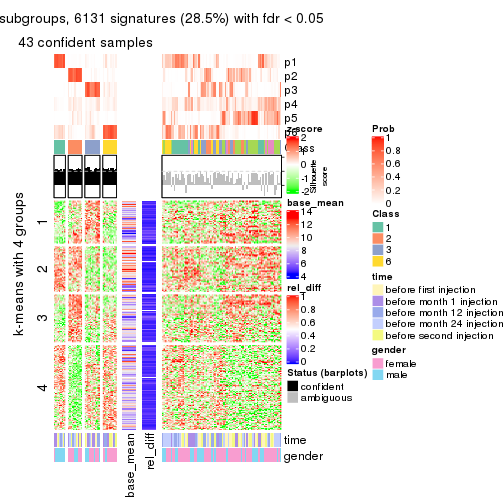 subgroups, 6131 signatures (28.5%) with fdr < 0.05
43 confident samples
p1
p2
p3
p4
p5
Silhouette
score
k-means with 4 groups
1
2
3
4
base_mean
rel_diff
time
gender
z-score
2
1
0
-1
-2
base_mean
14
12
10
8
6
4
rel_diff
1
0.8
0.6
0.4
0.2
0
Status (barplots)
confident
ambiguous
Prob
1
0.8
0.6
0.4
0.2
0
Class
1
2
3
6
time
before first injection
before month 1 injection
before month 12 injection
before month 24 injection
before second injection
gender
female
male